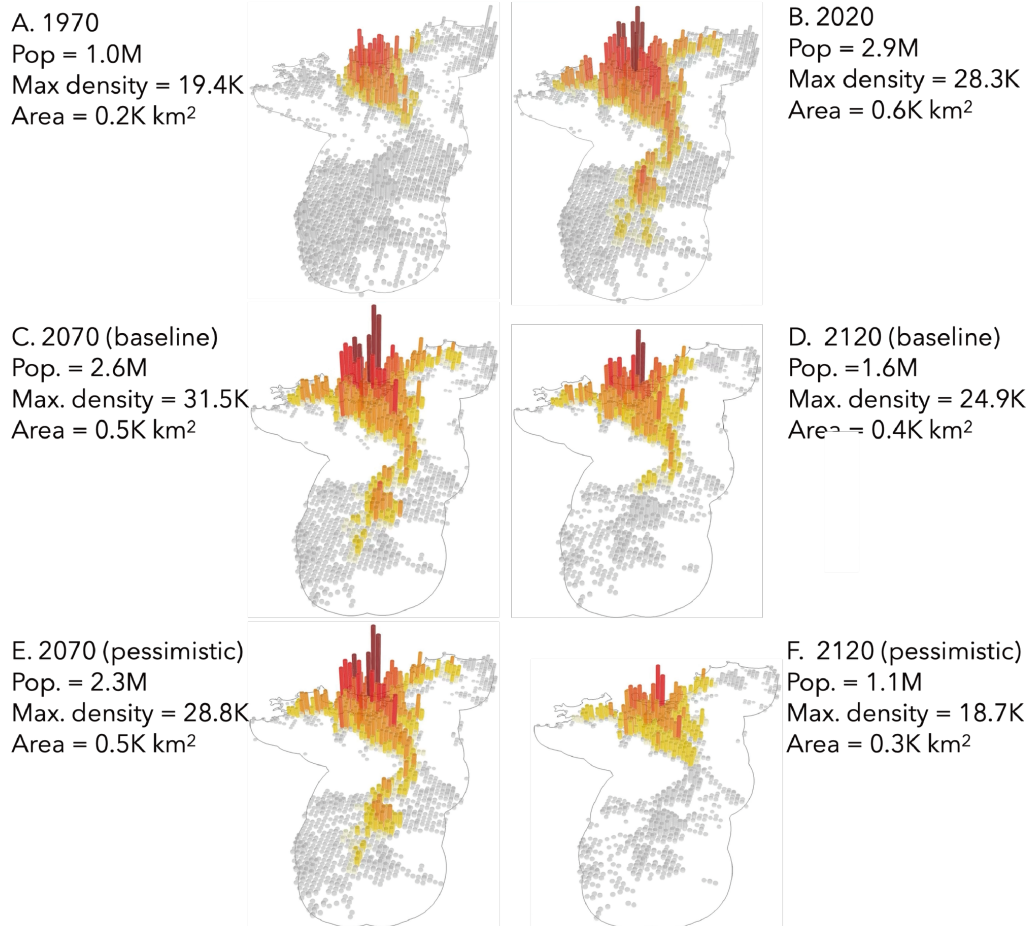 A. 1970
Pop = 1.0M
Max density = 19.4K
Area = 0.2K km²
B. 2020
Pop = 2.9M
Max density = 28.3K
Area = 0.6K km²
C. 2070 (baseline)
Pop. = 2.6M
Max. density = 31.5K
Area = 0.5K km²
D. 2120 (baseline)
Pop. =1.6M
Max. density = 24.9K
Area = 0.4K km²
E. 2070 (pessimistic)
Pop. = 2.3M
Max. density = 28.8K
Area = 0.5K km²
F. 2120 (pessimistic)
Pop. = 1.1M
Max. density = 18.7K
Area = 0.3K km²